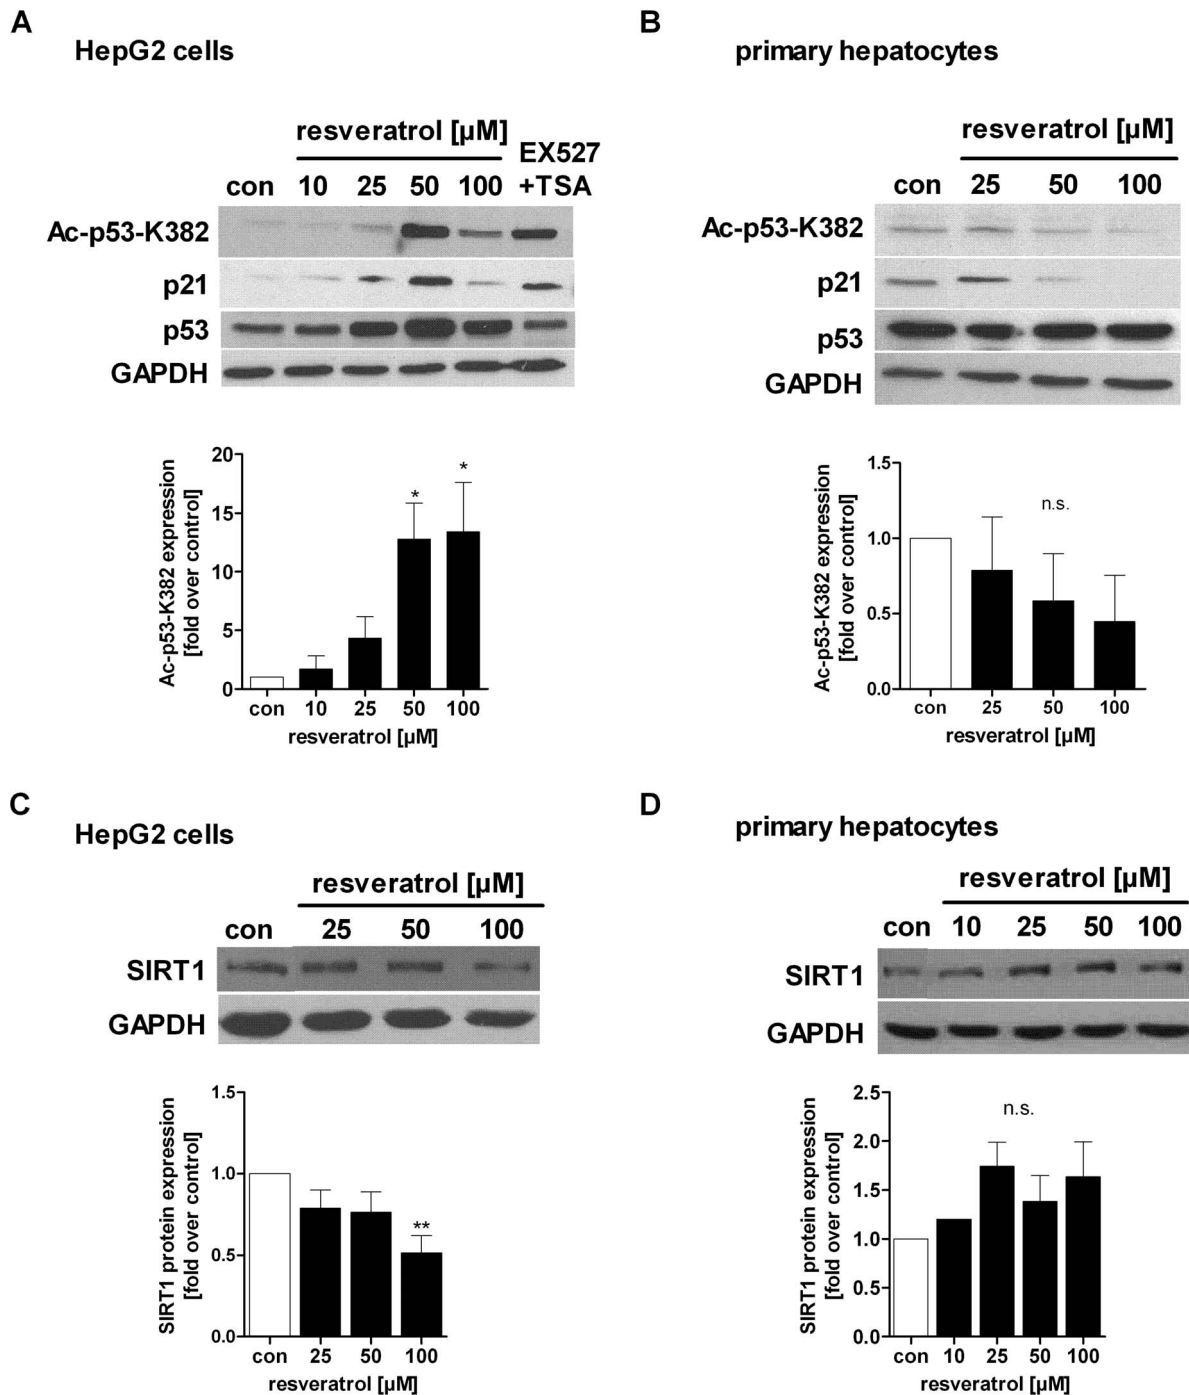 A
HepG2 cells
resveratrol [µM]
EX527
con 10 25 50 100 +TSA
Ac-p53-K382
p21
p53
GAPDH
Ac-p53-K382 expression
[fold over control]
20
15
10
5
0
*
*
con 10 25 50 100
resveratrol [µM]
B
primary hepatocytes
resveratrol [µM]
con 25 50 100
Ac-p53-K382
p21
p53
GAPDH
Ac-p53-K382 expression
[fold over control]
1.5
1.0
0.5
0.0
n.s.
con 25 50 100
resveratrol [µM]
C
HepG2 cells
resveratrol [µM]
con 25 50 100
SIRT1
GAPDH
SIRT1 protein expression
[fold over control]
1.5
1.0
0.5
0.0
**
con 25 50 100
resveratrol [µM]
D
primary hepatocytes
resveratrol [µM]
con 10 25 50 100
SIRT1
GAPDH
SIRT1 protein expression
[fold over control]
2.5
2.0
1.5
1.0
0.5
0.0
n.s.
con 10 25 50 100
resveratrol [µM]